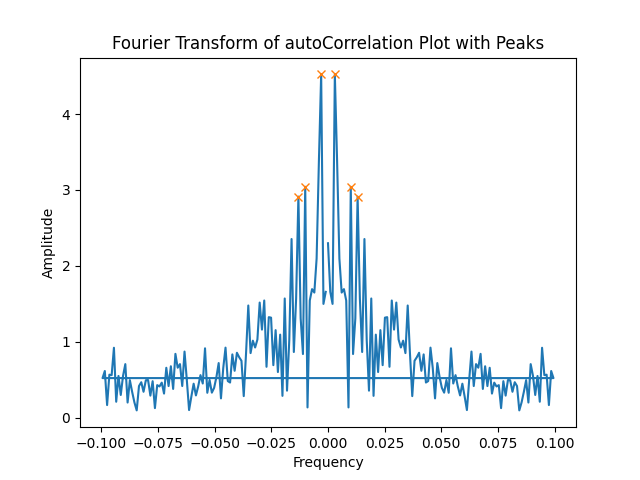 Fourier Transform of autoCorrelation Plot with Peaks
4
3
2
1
0
Amplitude
−0.100 −0.075 −0.050 −0.025 0.000 0.025 0.050 0.075 0.100
Frequency